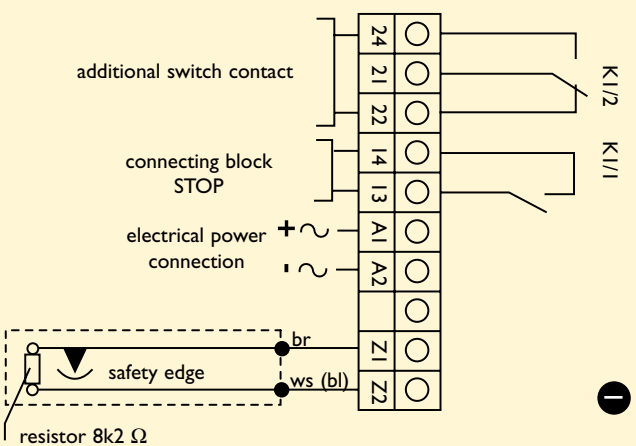 24
additional switch contact
21
22
K1/2
connecting block
STOP
14
13
K1/1
electrical power
connection
+ ~
- ~
A1
A2
br
Z1
safety edge
ws (bl)
Z2
resistor 8k2 Ω